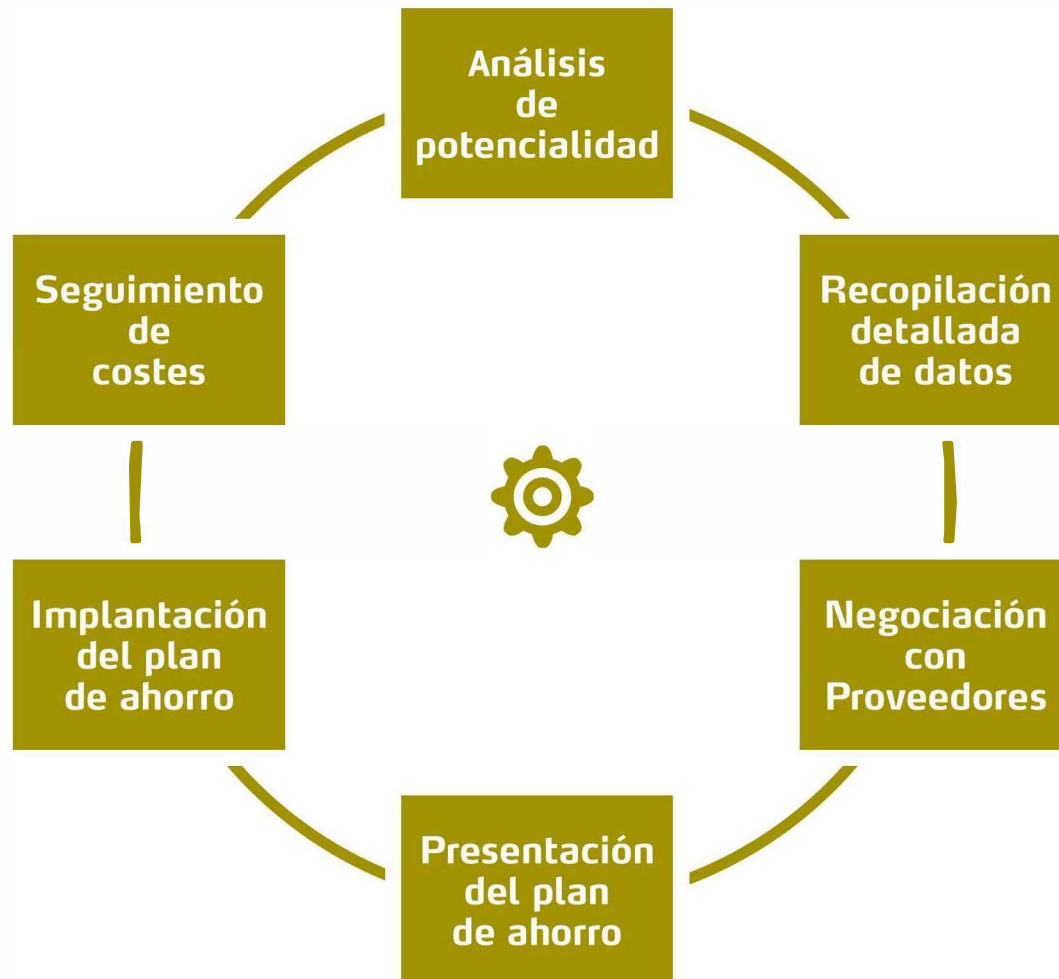 Análisis
de
potencialidad
Recopilación
detallada
de datos
Negociación
con
Proveedores
Presentación
del plan
de ahorro
Implantación
del plan
de ahorro
Seguimiento
de
costes